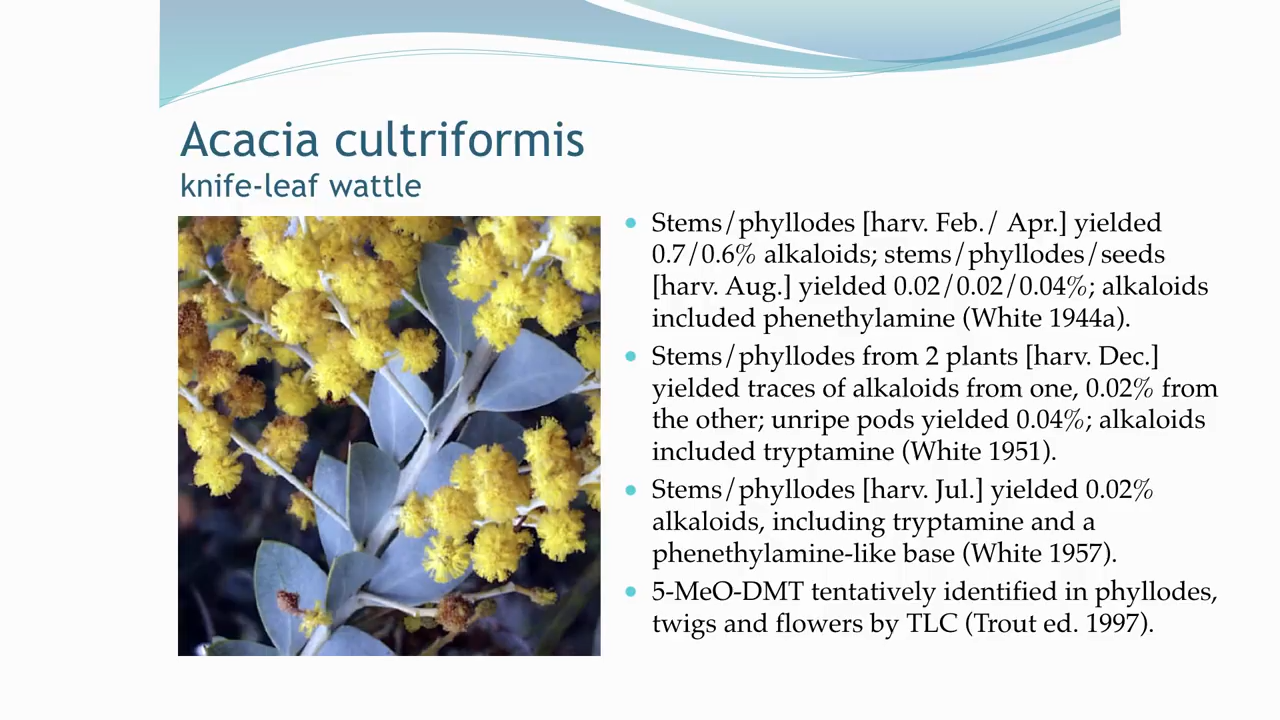 Acacia cultriformis
knife-leaf wattle
• Stems/phyllodes [harv. Feb./ Apr.] yielded
0.7/0.6% alkaloids; stems/phyllodes/seeds
[harv. Aug.] yielded 0.02/0.02/0.04%; alkaloids
included phenethylamine (White 1944a).
• Stems/phyllodes from 2 plants [harv. Dec.]
yielded traces of alkaloids from one, 0.02% from
the other; unripe pods yielded 0.04%; alkaloids
included tryptamine (White 1951).
• Stems/phyllodes [harv. Jul.] yielded 0.02%
alkaloids, including tryptamine and a
phenethylamine-like base (White 1957).
• 5-MeO-DMT tentatively identified in phyllodes,
twigs and flowers by TLC (Trout ed. 1997).